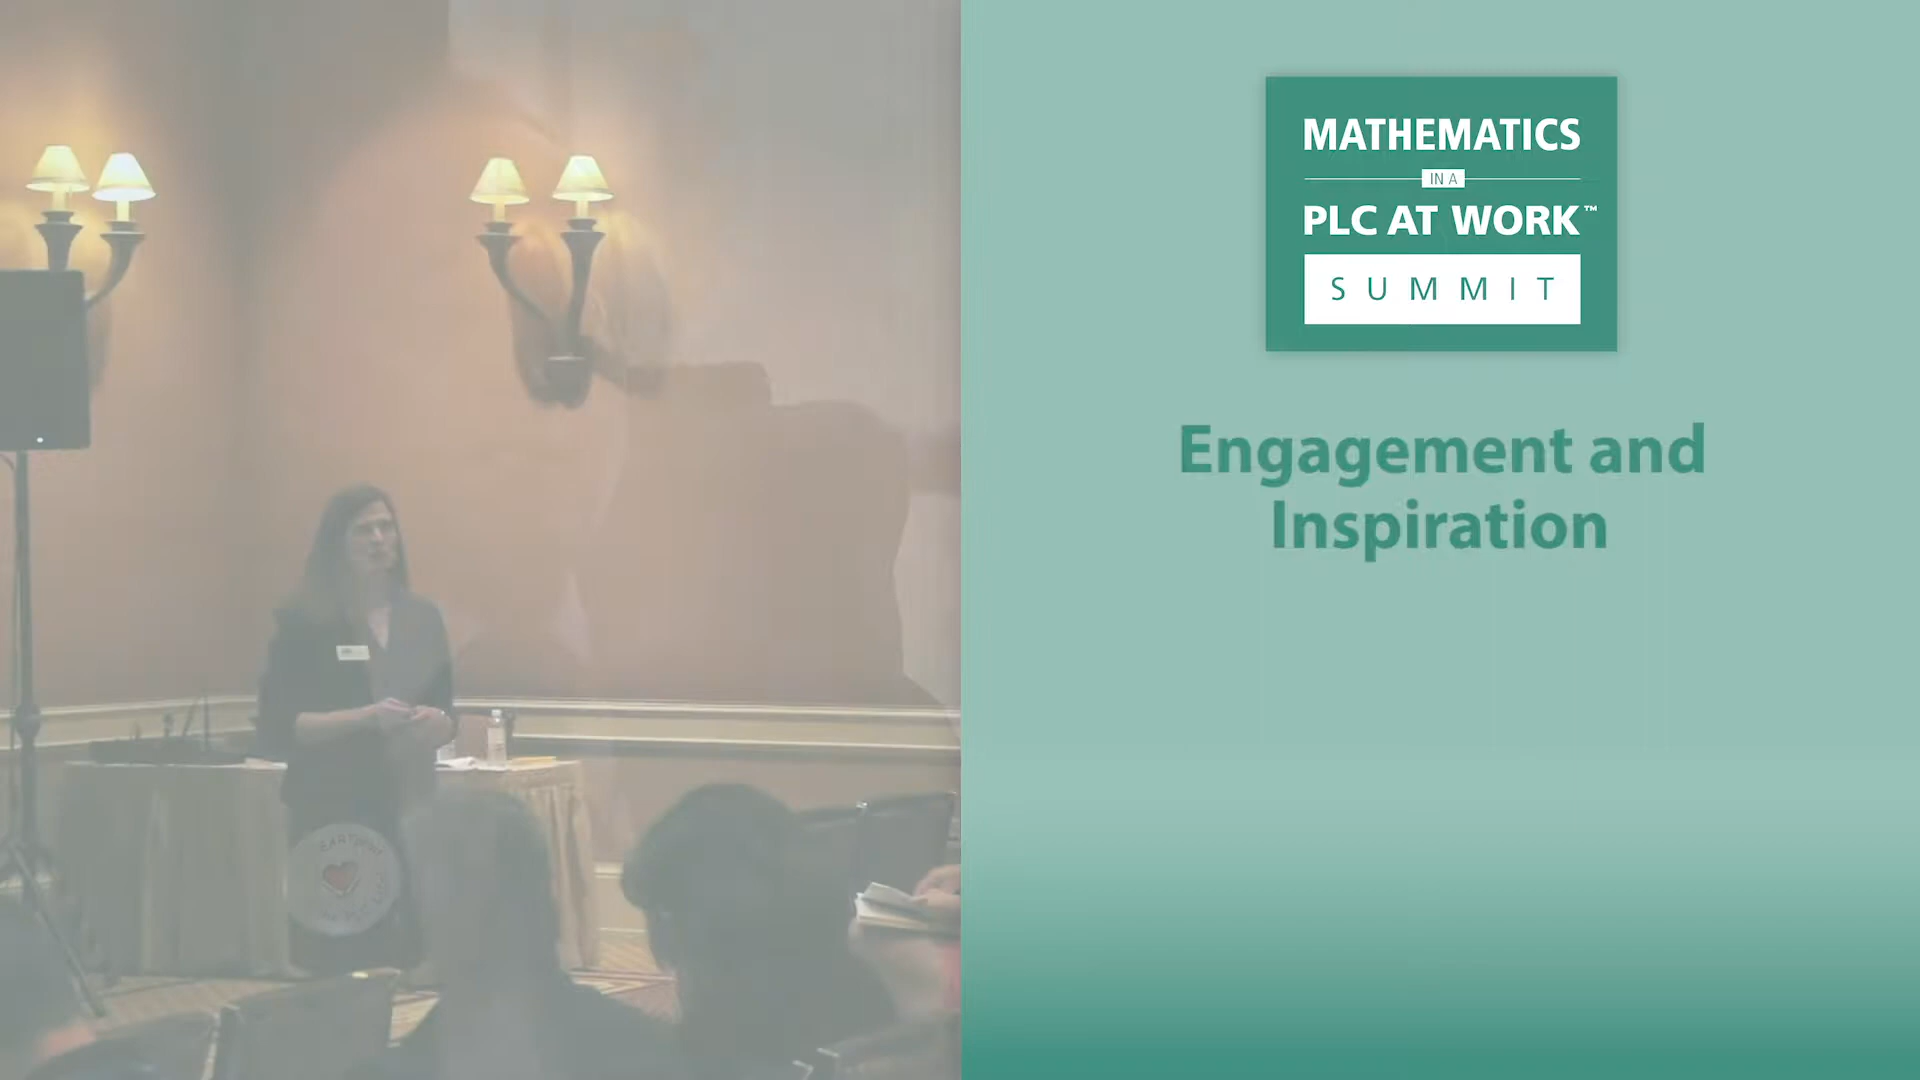 MATHEMATICS
IN A
PLC AT WORK™
SUMMIT
Engagement and
Inspiration